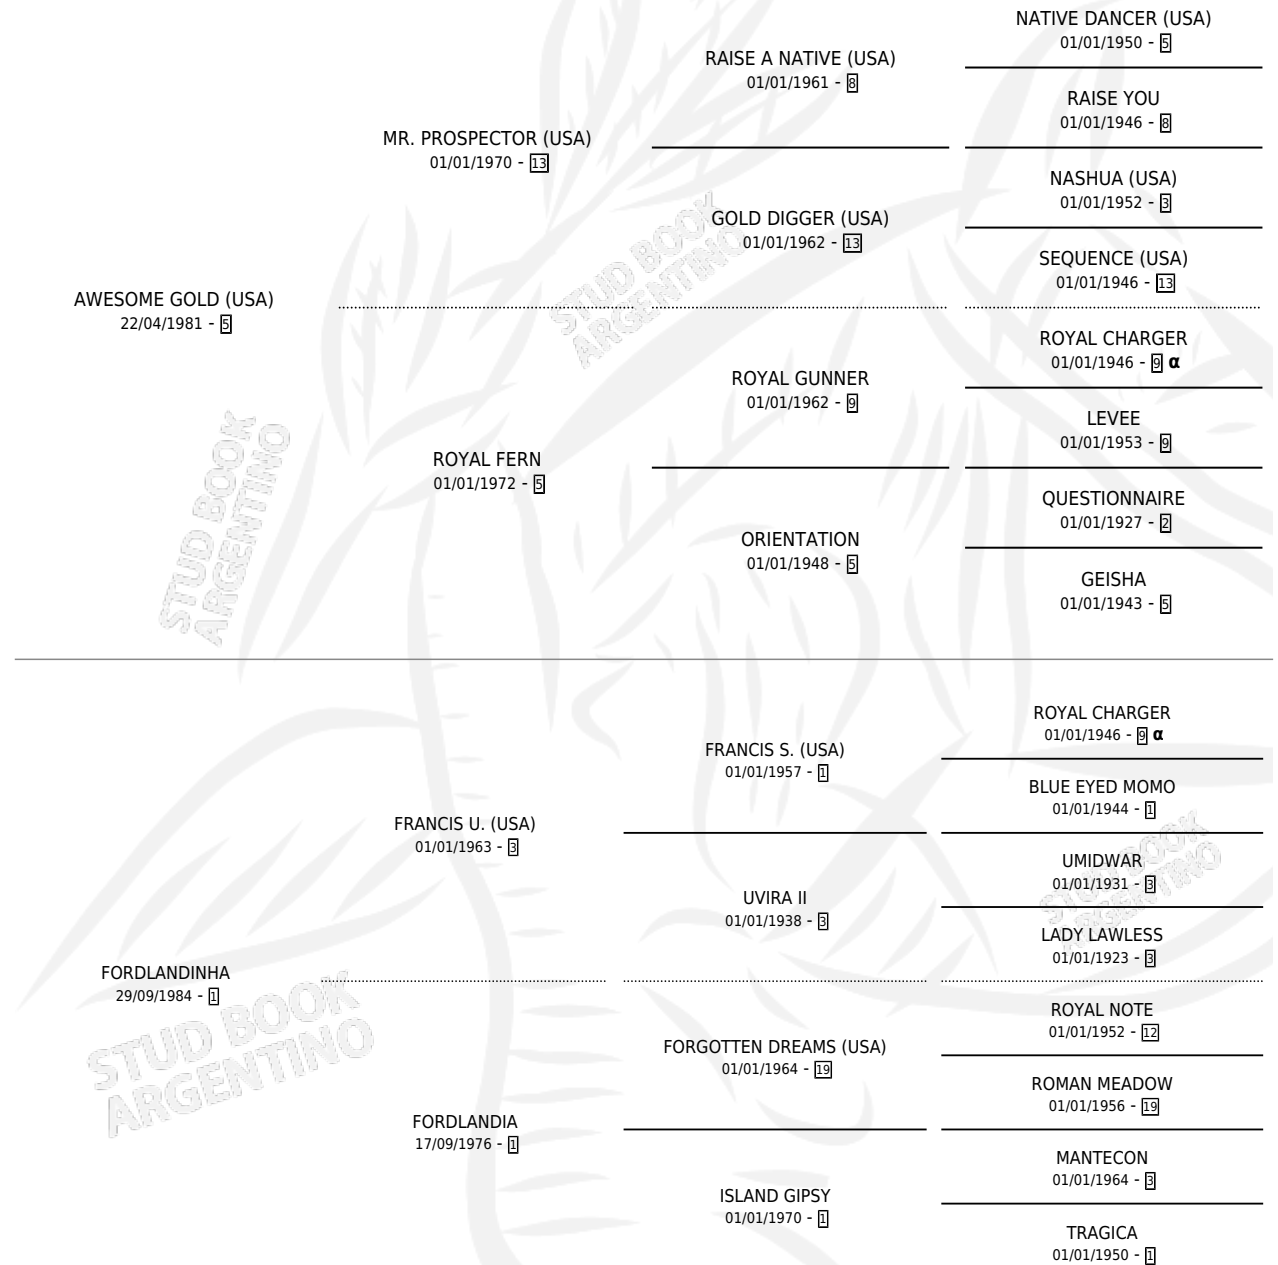 NATIVE DANCER (USA)
01/01/1950 - 5
RAISE A NATIVE (USA)
01/01/1961 - 8
RAISE YOU
01/01/1946 - 8
MR. PROSPECTOR (USA)
01/01/1970 - 13
NASHUA (USA)
01/01/1952 - 3
GOLD DIGGER (USA)
01/01/1962 - 13
SEQUENCE (USA)
01/01/1946 - 13
AWESOME GOLD (USA)
22/04/1981 - 5
ROYAL CHARGER
01/01/1946 - 9 α
ROYAL GUNNER
01/01/1962 - 9
LEVEE
01/01/1953 - 9
ROYAL FERN
01/01/1972 - 5
QUESTIONNAIRE
01/01/1927 - 2
ORIENTATION
01/01/1948 - 5
GEISHA
01/01/1943 - 5
ROYAL CHARGER
01/01/1946 - 9 α
FRANCIS S. (USA)
01/01/1957 - 1
BLUE EYED MOMO
01/01/1944 - 1
FRANCIS U. (USA)
01/01/1963 - 3
UMIDWAR
01/01/1931 - 3
UVIRA II
01/01/1938 - 3
LADY LAWLESS
01/01/1923 - 3
FORDLANDINHA
29/09/1984 - 1
ROYAL NOTE
01/01/1952 - 12
FORGOTTEN DREAMS (USA)
01/01/1964 - 19
ROMAN MEADOW
01/01/1956 - 19
FORDLANDIA
17/09/1976 - 1
MANTECON
01/01/1964 - 3
ISLAND GIPSY
01/01/1970 - 1
TRAGICA
01/01/1950 - 1
STUD BOOK
ARGENTINO
STUD BOOK
ARGENTINO
STUD BOOK
ARGENTINO
STUD BOOK
ARGENTINO